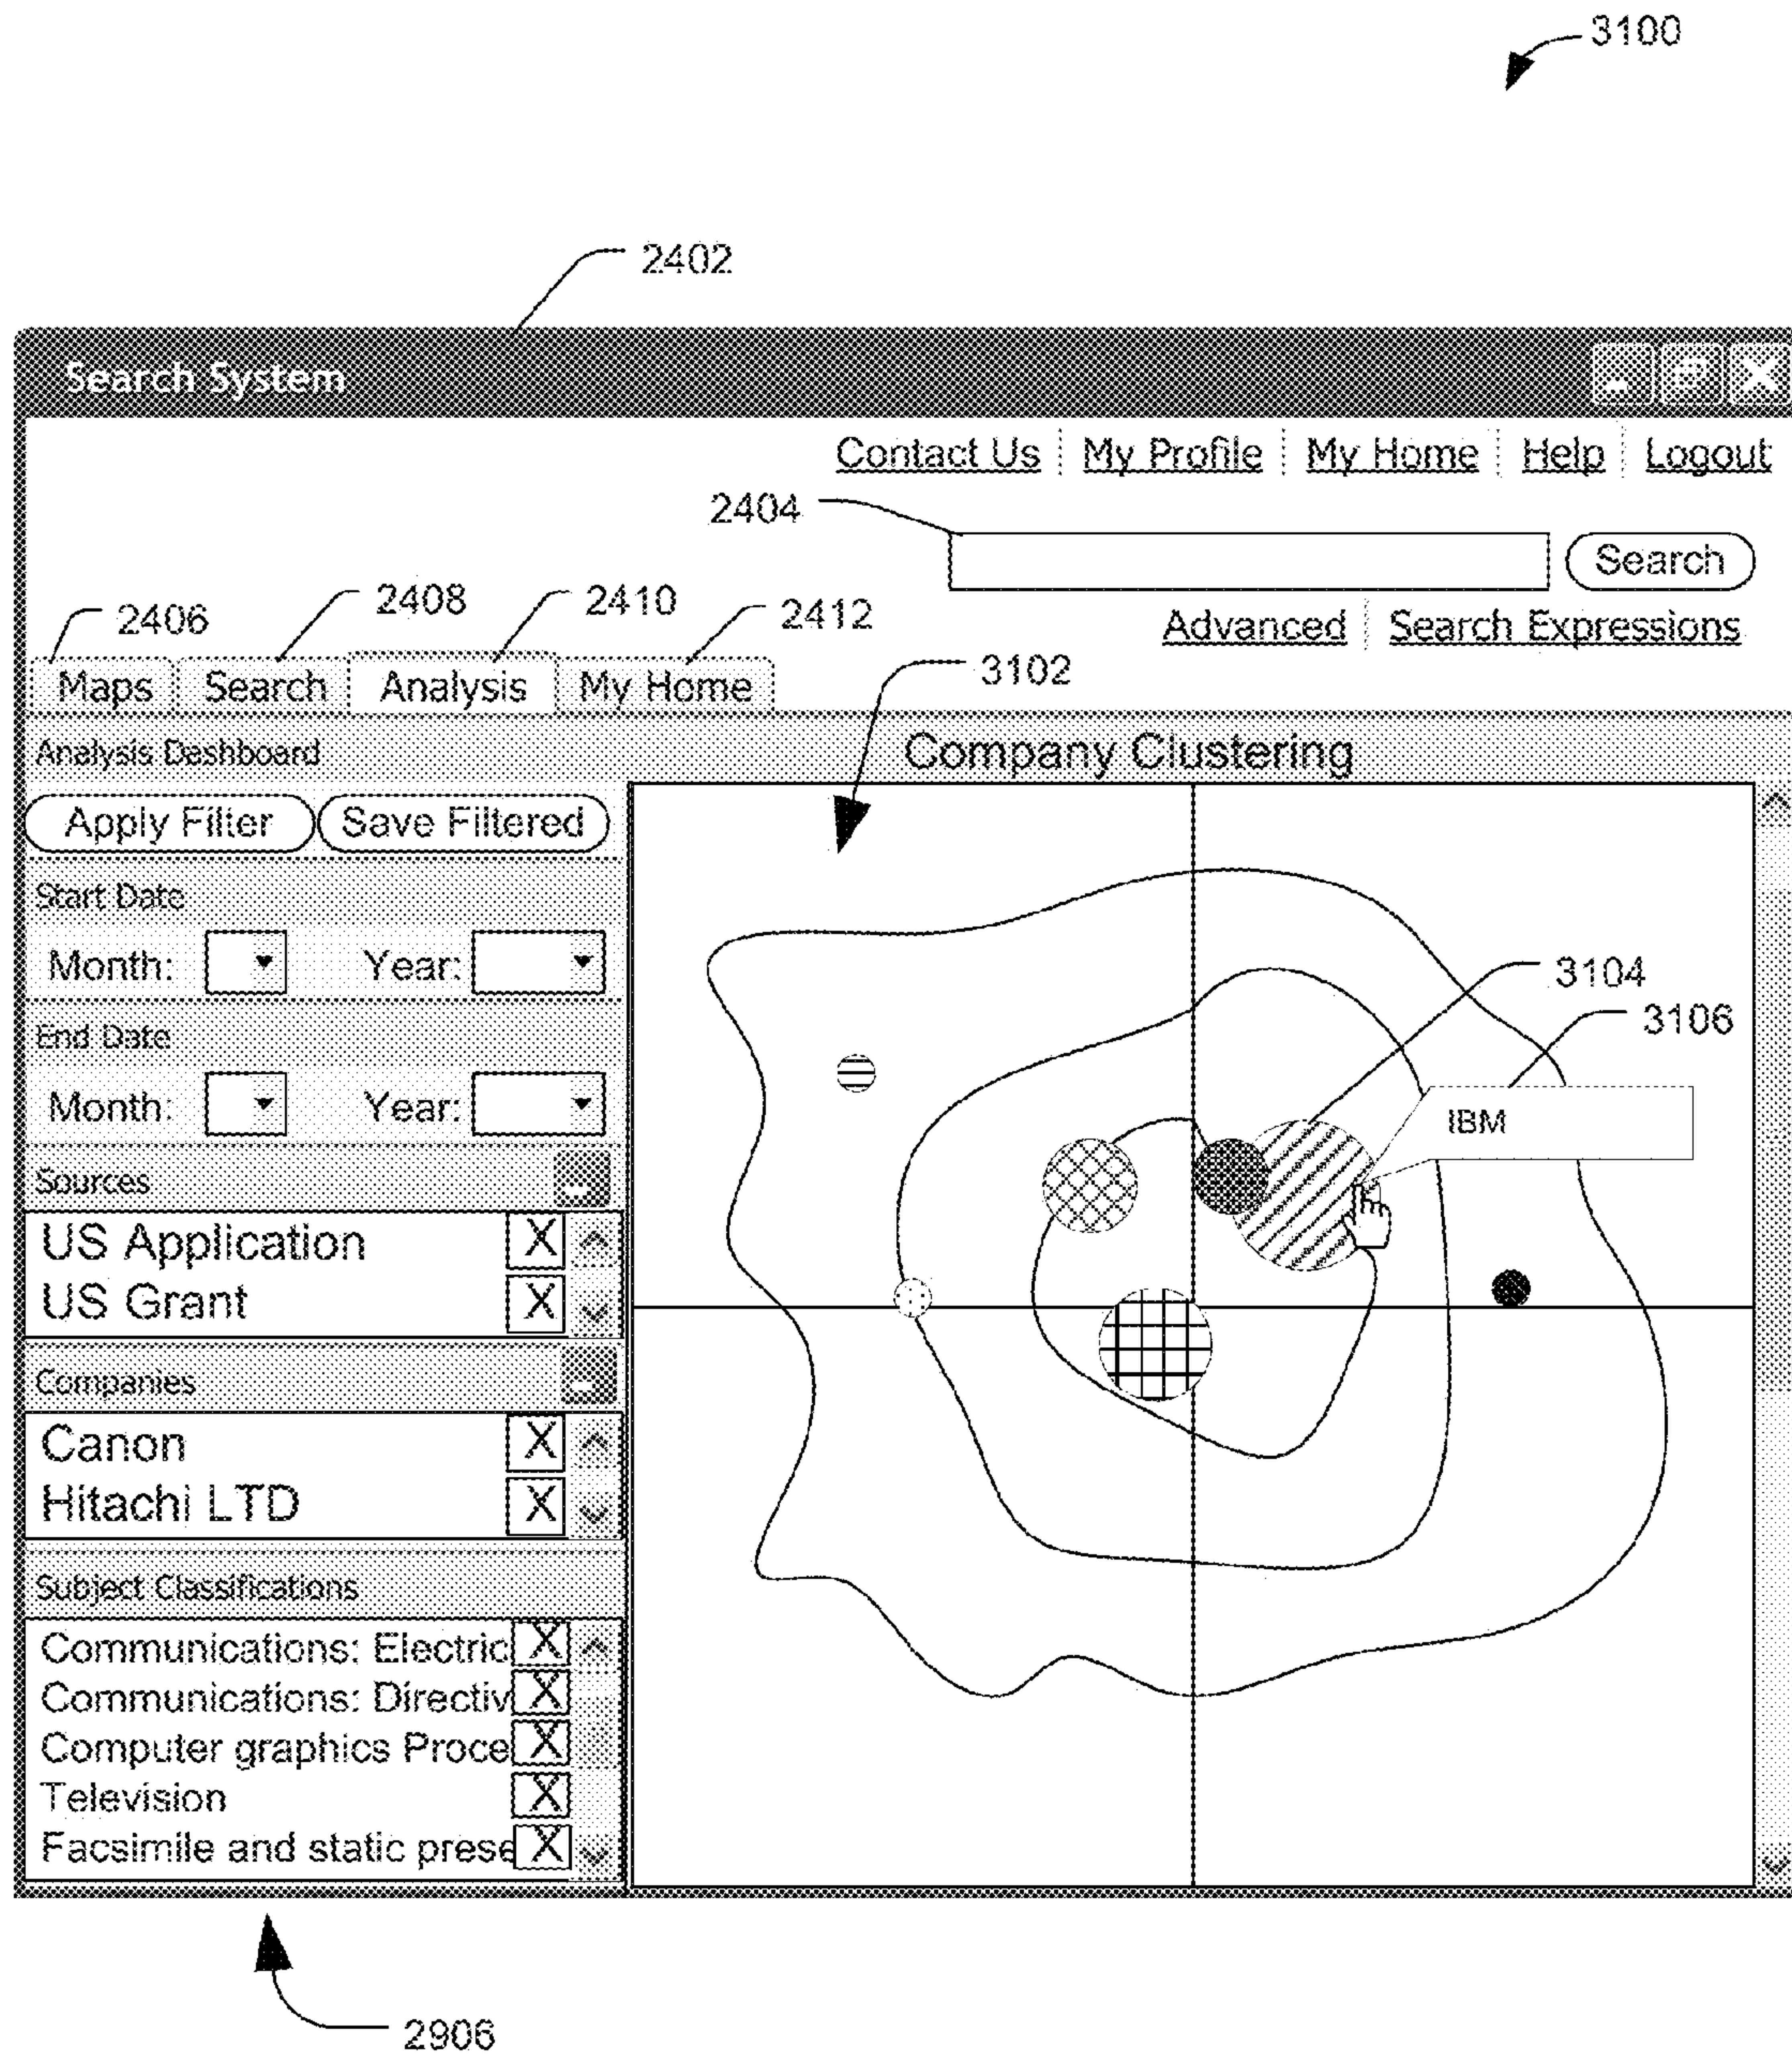 3100
2402
Search System
Contact Us My Profile My Home Help Logout
2404
Search
2406 2408 2410 2412
Advanced Search Expressions
Maps Search Analysis My Home
3102
Analysis Dashboard
Company Clustering
Apply Filter Save Filtered
Start Date
Month: Year:
3104
3106
End Date
Month: Year:
IBM
Sources
US Application X
US Grant X
Companies
Canon X
Hitachi LTD X
Subject Classifications
Communications: Electric X
Communications: Directiv X
Computer graphics Proce X
Television X
Facsimile and static prese X
2906